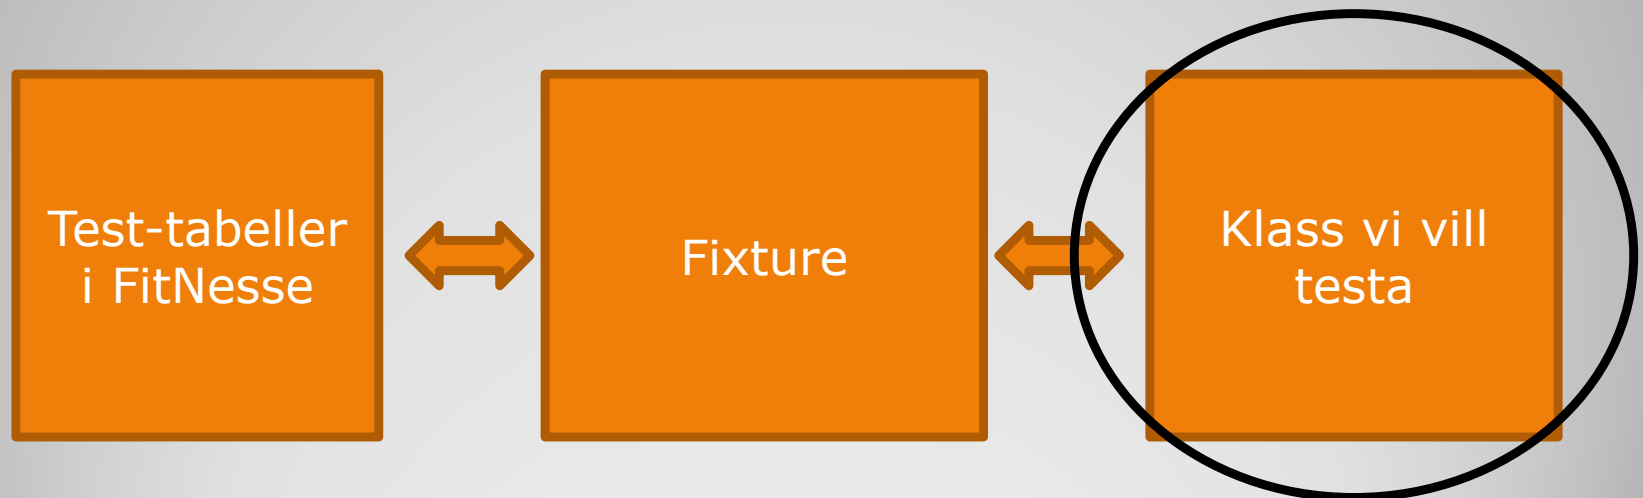 Test-tabeller
i FitNesse
Fixture
Klass vi vill
testa